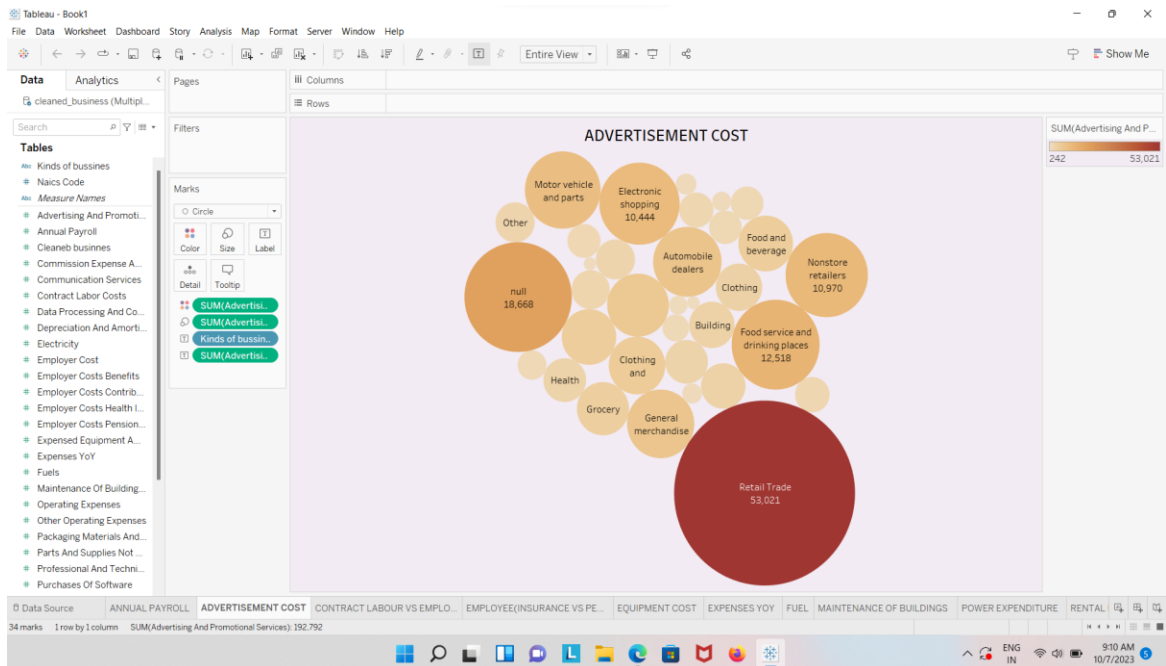 Tableau - Book1
File Data Worksheet Dashboard Story Analysis Map Format Server Window Help
Entire View
Show Me
Data Analytics
Pages
Columns
cleaned_business (Multipl...
Rows
Search
Filters
ADVERTISEMENT COST
SUM(Advertising And P...
242 53,021
Tables
Abc Kinds of bussines
# Naics Code
Abc Measure Names
# Advertising And Promoti...
# Annual Payroll
# Cleaneb businnes
# Commission Expense A...
# Communication Services
# Contract Labor Costs
# Data Processing And Co...
# Depreciation And Amorti...
# Electricity
# Employer Cost
# Employer Costs Benefits
# Employer Costs Contrib...
# Employer Costs Health I...
# Employer Costs Pension...
# Expensed Equipment A...
# Expenses YoY
# Fuels
# Maintenance Of Building...
# Operating Expenses
# Other Operating Expenses
# Packaging Materials And...
# Parts And Supplies Not ...
# Professional And Techni...
# Purchases Of Software
Marks
Circle
Color Size Label
Detail Tooltip
SUM(Advertisi..
SUM(Advertisi..
Kinds of bussin..
SUM(Advertisi..
Motor vehicle
and parts
Electronic
shopping
10,444
Other
Food and
beverage
Automobile
dealers
Nonstore
retailers
10,970
null
18,668
Clothing
Building
Food service and
drinking places
12,518
Clothing
and
Health
Grocery
General
merchandise
Retail Trade
53,021
Data Source ANNUAL PAYROLL ADVERTISEMENT COST CONTRACT LABOUR VS EMPLO... EMPLOYEE(INSURANCE VS PE... EQUIPMENT COST EXPENSES YOY FUEL MAINTENANCE OF BUILDINGS POWER EXPENDITURE RENTAL
34 marks 1 row by 1 column SUM(Advertising And Promotional Services): 192,792
ENG
IN
9:10 AM
10/7/2023
5